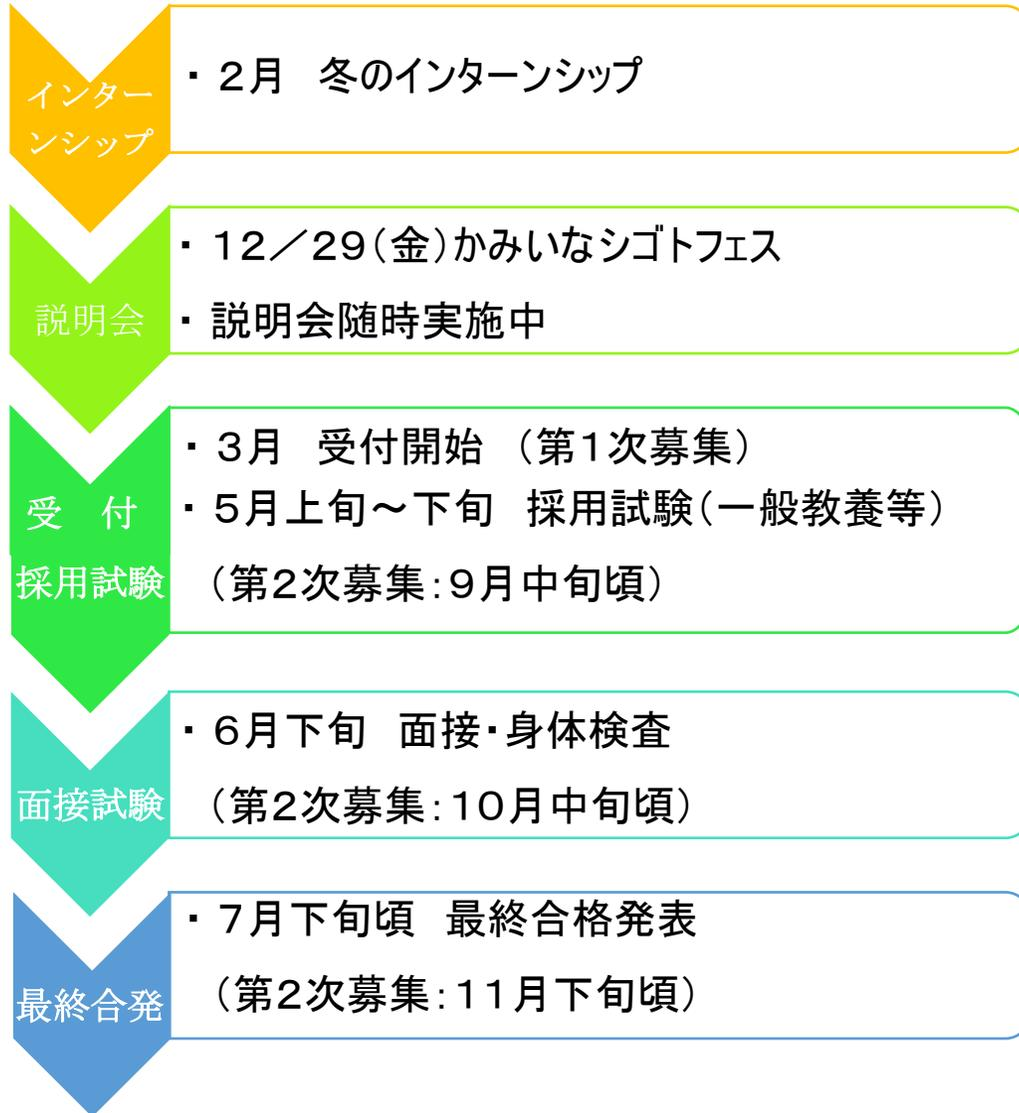 インター
ンシップ
・２月　冬のインターンシップ
説明会
・１２／２９（金）かみいなシゴトフェス
・説明会随時実施中
受　付
採用試験
・３月　受付開始　（第１次募集）
・５月上旬～下旬　採用試験（一般教養等）
（第２次募集：９月中旬頃）
面接試験
・６月下旬　面接・身体検査
（第２次募集：１０月中旬頃）
最終合発
・７月下旬頃　最終合格発表
（第２次募集：１１月下旬頃）